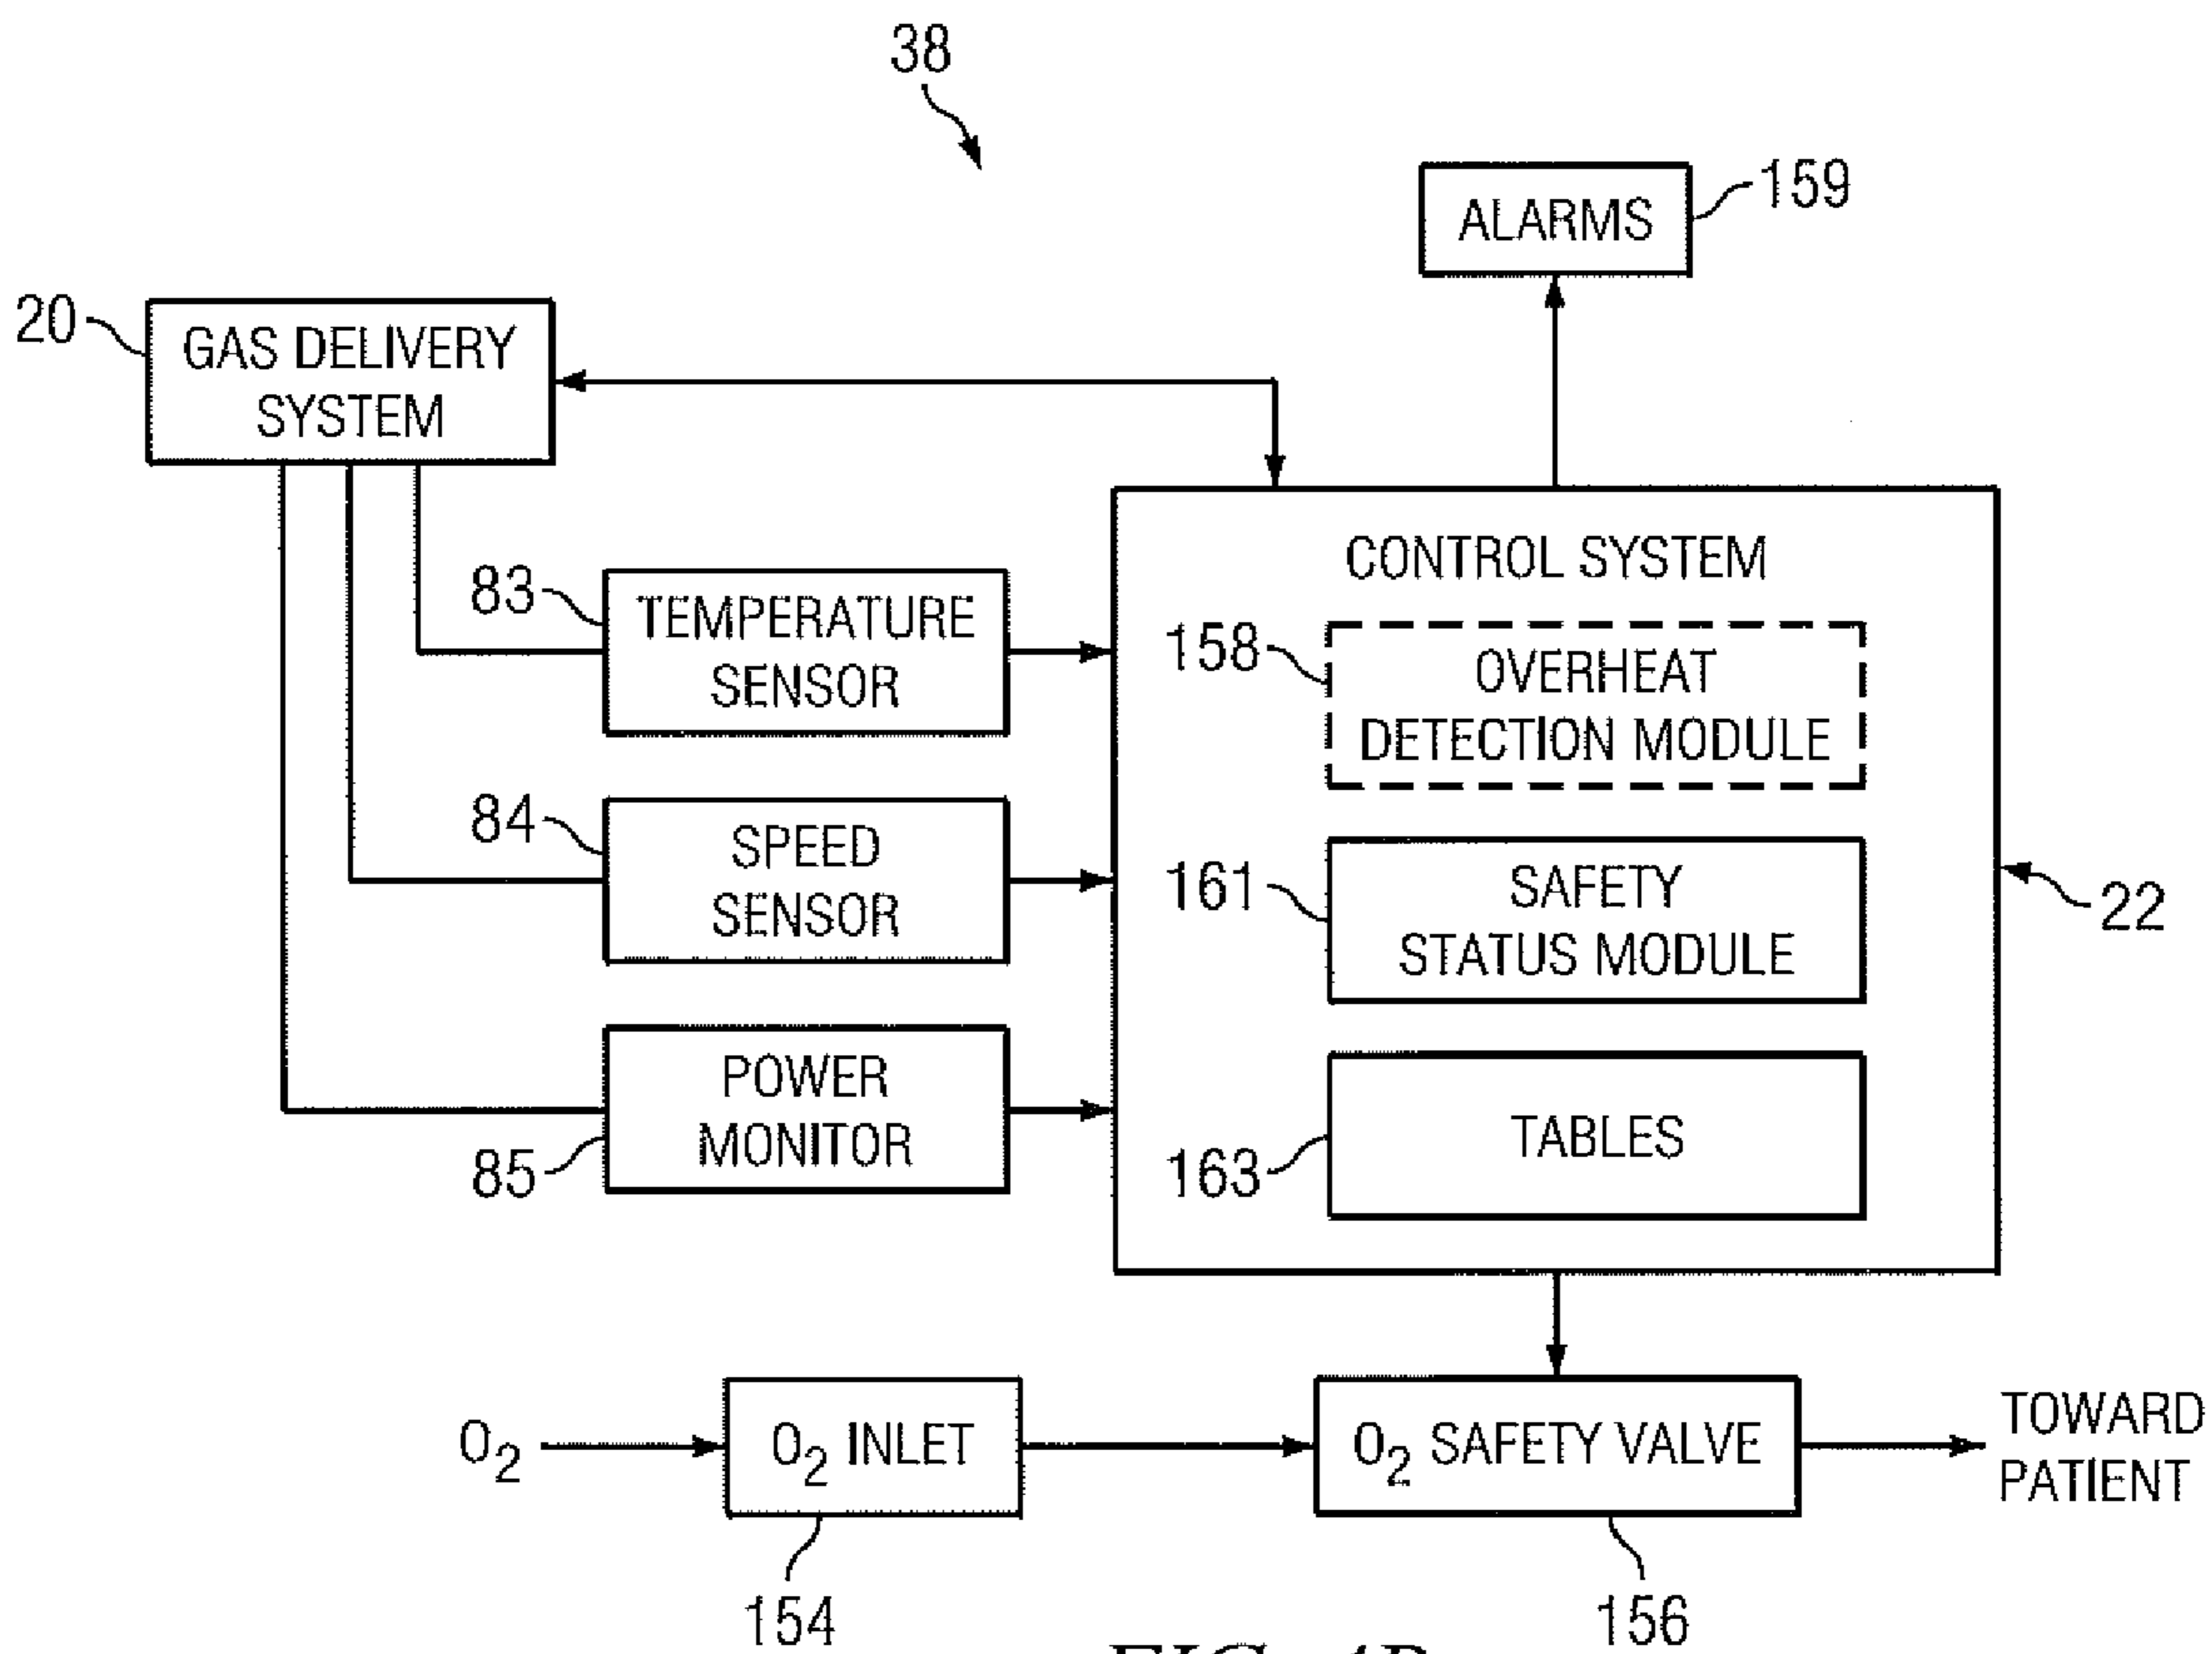 38
ALARMS
159
20
GAS DELIVERY
SYSTEM
CONTROL SYSTEM
83
TEMPERATURE
SENSOR
158
OVERHEAT
DETECTION MODULE
84
SPEED
SENSOR
161
SAFETY
STATUS MODULE
22
POWER
MONITOR
85
163
TABLES
O2
O2 INLET
O2 SAFETY VALVE
TOWARD
PATIENT
154
156